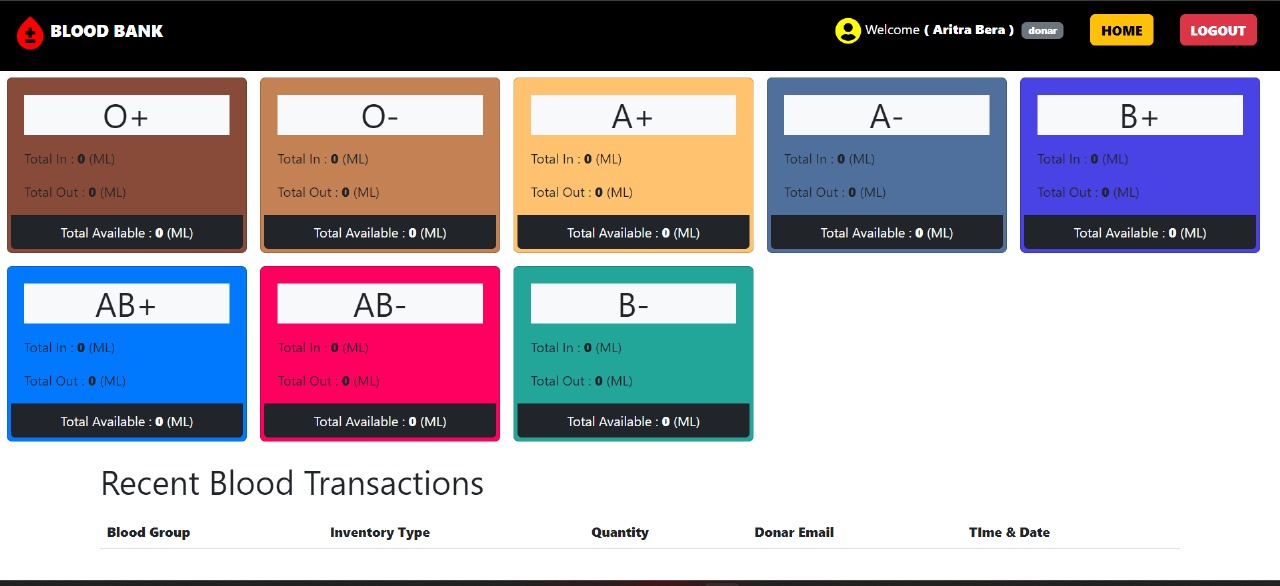 BLOOD BANK
Welcome ( Aritra Bera ) donar HOME LOGOUT
O+ O- A+ A- B+
Total In : 0 (ML) Total In : 0 (ML) Total In : 0 (ML) Total In : 0 (ML) Total In : 0 (ML)
Total Out : 0 (ML) Total Out : 0 (ML) Total Out : 0 (ML) Total Out : 0 (ML) Total Out : 0 (ML)
Total Available : 0 (ML) Total Available : 0 (ML) Total Available : 0 (ML) Total Available : 0 (ML) Total Available : 0 (ML)
AB+ AB- B-
Total In : 0 (ML) Total In : 0 (ML) Total In : 0 (ML)
Total Out : 0 (ML) Total Out : 0 (ML) Total Out : 0 (ML)
Total Available : 0 (ML) Total Available : 0 (ML) Total Available : 0 (ML)
Recent Blood Transactions
Blood Group Inventory Type Quantity Donar Email TIme & Date